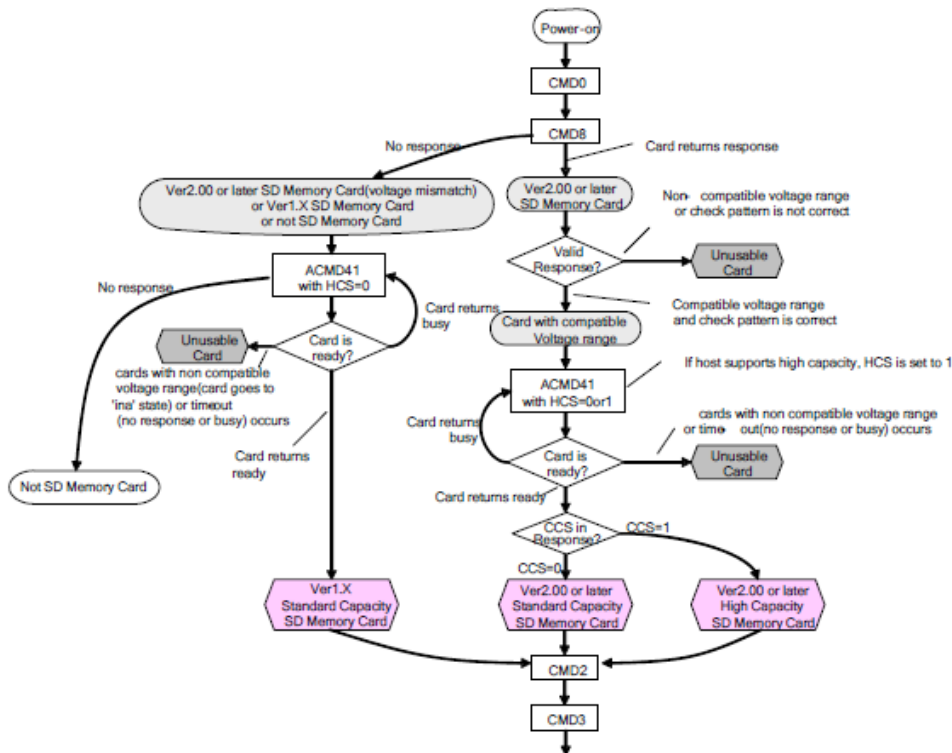 Power-on
CMD0
CMD8
No response
Card returns response
Ver2.00 or later SD Memory Card(voltage mismatch)
or Ver1.X SD Memory Card
or not SD Memory Card
Ver2.00 or later
SD Memory Card
Non- compatible voltage range
or check pattern is not correct
Valid
Response?
Unusable
Card
ACMD41
with HCS=0
No response
Card returns
busy
Compatible voltage range
and check pattern is correct
Card with compatible
Voltage range
Unusable
Card
Card is
ready?
cards with non compatible
voltage range(card goes to
'ina' state) or timeout
(no response or busy) occurs
If host supports high capacity, HCS is set to 1
ACMD41
with HCS=0or1
Card returns
busy
cards with non compatible voltage range
or time- out(no response or busy) occurs
Card is
ready?
Unusable
Card
Card returns
ready
Not SD Memory Card
Card returns ready
CCS in
Response?
CCS=1
CCS=0
Ver1.X
Standard Capacity
SD Memory Card
Ver2.00 or later
Standard Capacity
SD Memory Card
Ver2.00 or later
High Capacity
SD Memory Card
CMD2
CMD3